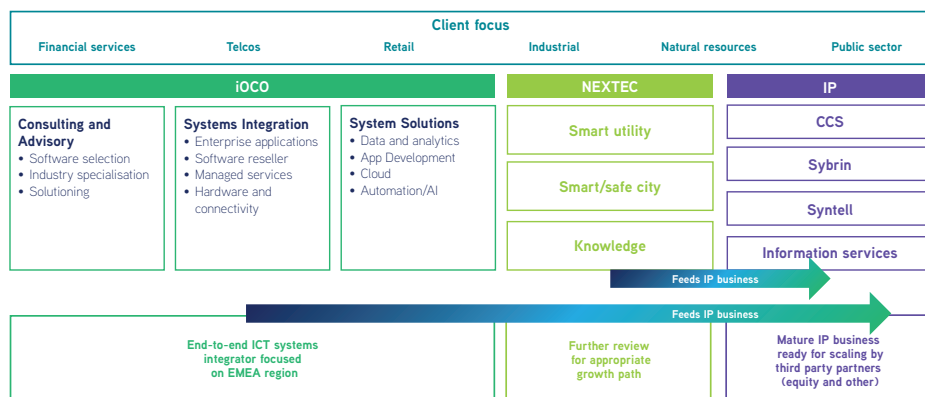 Client focus
Financial services
Telcos
Retail
Industrial
Natural resources
Public sector
iOCO
NEXTEC
IP
Consulting and
Advisory
• Software selection
• Industry specialisation
• Solutioning
Systems Integration
• Enterprise applications
• Software reseller
• Managed services
• Hardware and
connectivity
System Solutions
• Data and analytics
• App Development
• Cloud
• Automation/AI
Smart utility
Smart/safe city
Knowledge
CCS
Sybrin
Syntell
Information services
Feeds IP business
Feeds IP business
End-to-end ICT systems
integrator focused
on EMEA region
Further review
for appropriate
growth path
Mature IP business
ready for scaling by
third party partners
(equity and other)